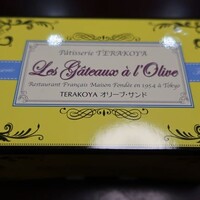 Pâtisserie TERAKOYA
Les Gâteaux à l'Olive
Restaurant Français Maison Fondée en 1954 à Tokyo
TERAKOYA オリーブ・サンド